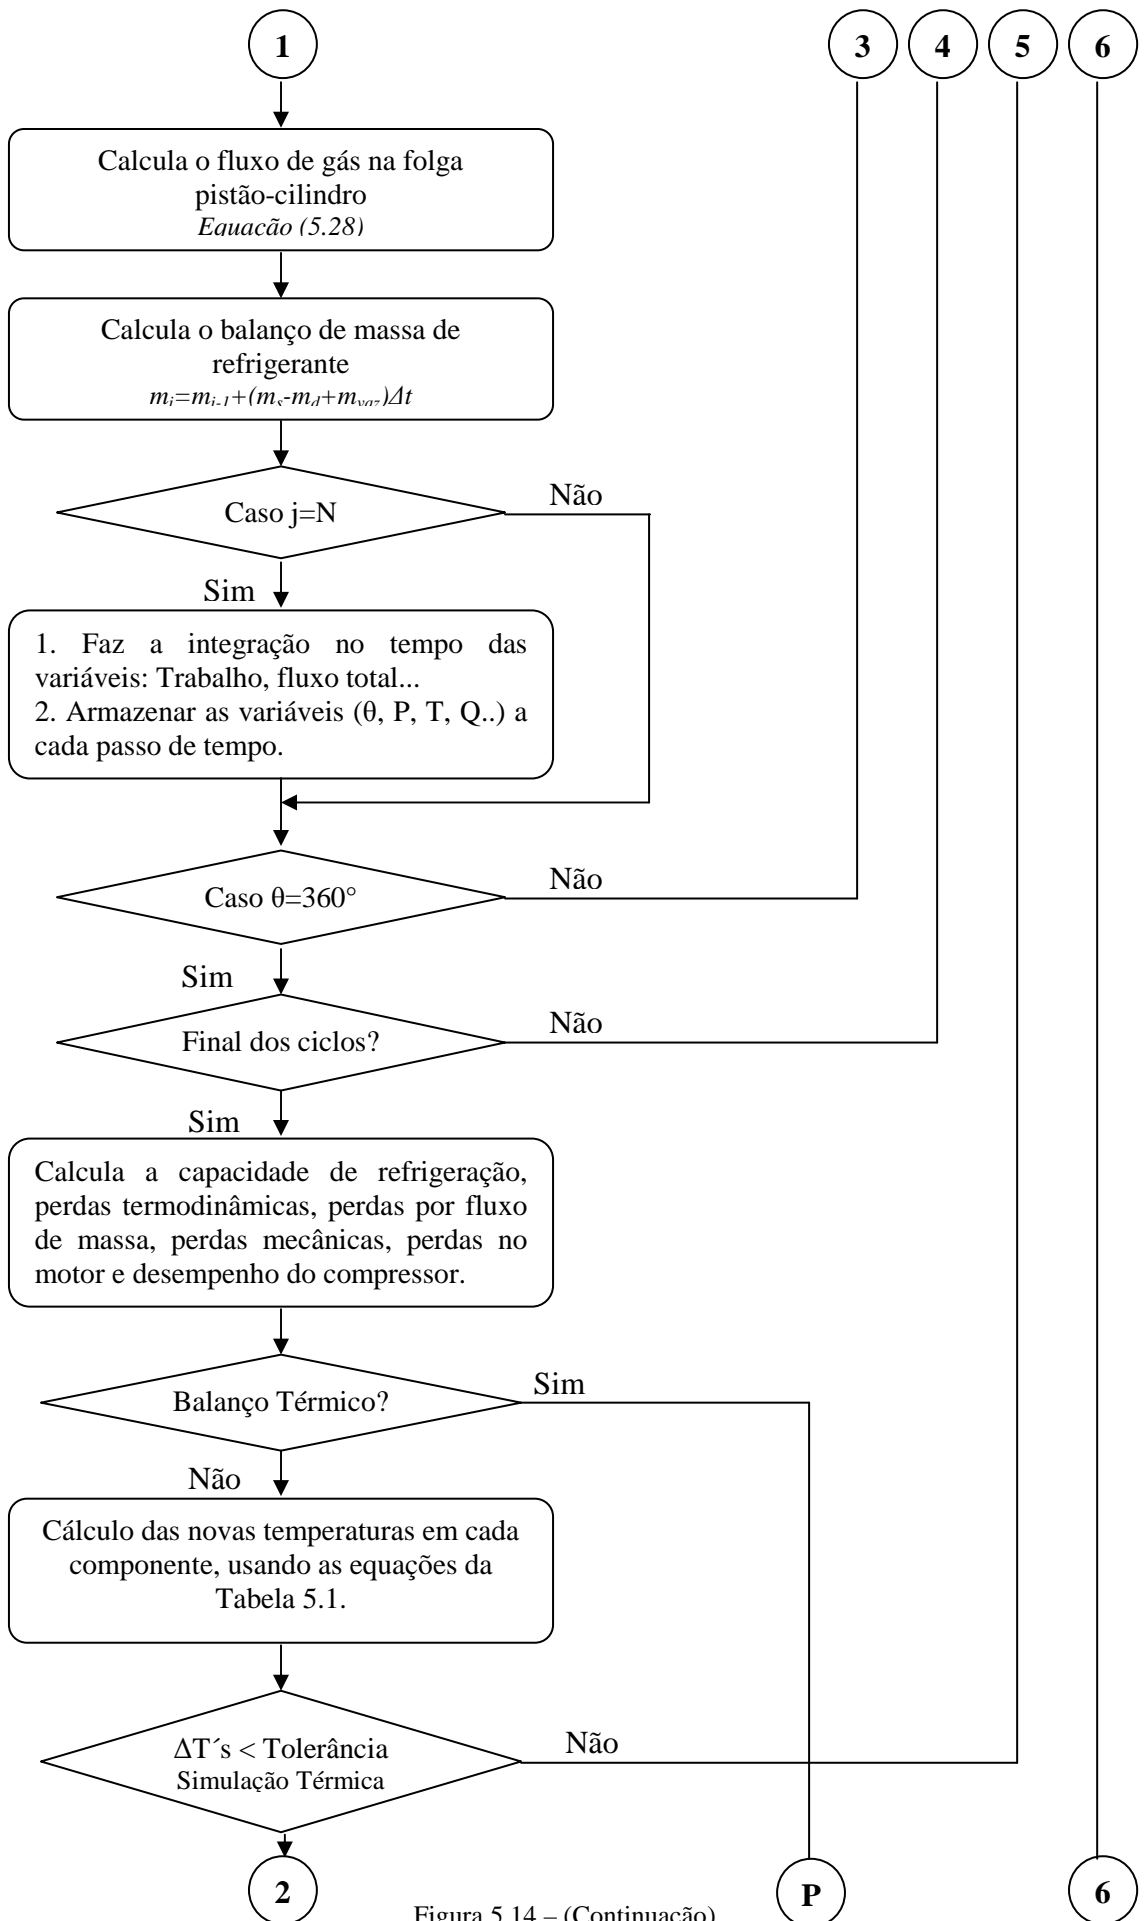 1
3 4 5 6
Calcula o fluxo de gás na folga
pistão-cilindro
Equação (5.28)
Calcula o balanço de massa de
refrigerante
mᵢ=mᵢ₋₁+(mₛ-m_d+m_vaz)Δt
Caso j=N
Não
Sim
1. Faz a integração no tempo das
variáveis: Trabalho, fluxo total...
2. Armazenar as variáveis (θ, P, T, Q..) a
cada passo de tempo.
Caso θ=360°
Não
Sim
Final dos ciclos?
Não
Sim
Calcula a capacidade de refrigeração,
perdas termodinâmicas, perdas por fluxo
de massa, perdas mecânicas, perdas no
motor e desempenho do compressor.
Balanço Térmico?
Sim
Não
Cálculo das novas temperaturas em cada
componente, usando as equações da
Tabela 5.1.
ΔT´s < Tolerância
Simulação Térmica
Não
2
P
6
Figura 5.14 – (Continuação)